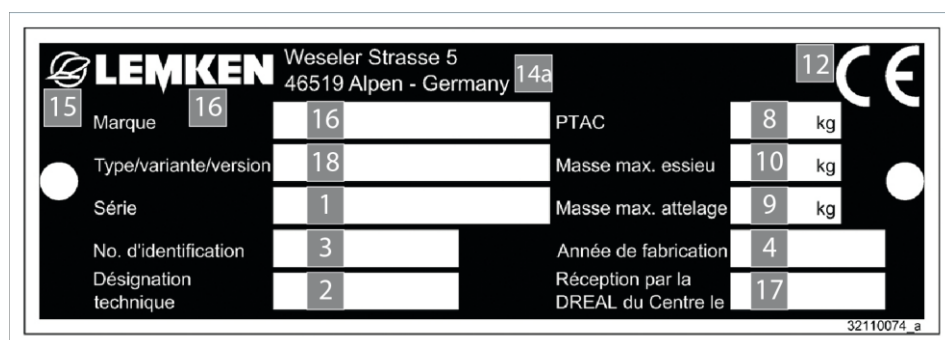 LEMKEN
Weseler Strasse 5
46519 Alpen - Germany 14a
12 CE
15
Marque 16 16
PTAC 8 kg
Type/variante/version 18
Masse max. essieu 10 kg
Série 1
Masse max. attelage 9 kg
No. d'identification 3
Année de fabrication 4
Désignation
technique 2
Réception par la
DREAL du Centre le 17
32110074_a